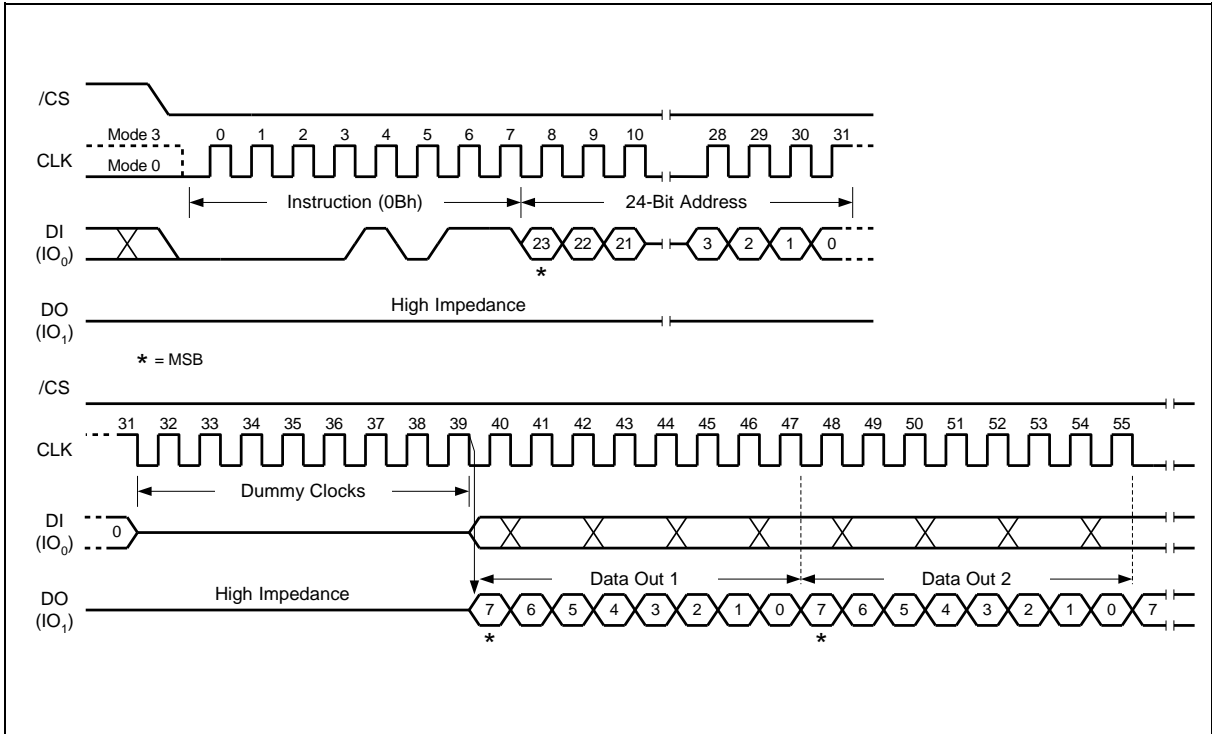 /CS
Mode 3 0 1 2 3 4 5 6 7 8 9 10 28 29 30 31
CLK
Mode 0
Instruction (0Bh) 24-Bit Address
DI
(IO0) 23 22 21 3 2 1 0
*
High Impedance
DO
(IO1)
* = MSB
/CS
31 32 33 34 35 36 37 38 39 40 41 42 43 44 45 46 47 48 49 50 51 52 53 54 55
CLK
Dummy Clocks
DI
(IO0) 0
Data Out 1 Data Out 2
High Impedance
DO
(IO1) 7 6 5 4 3 2 1 0 7 6 5 4 3 2 1 0 7
* *